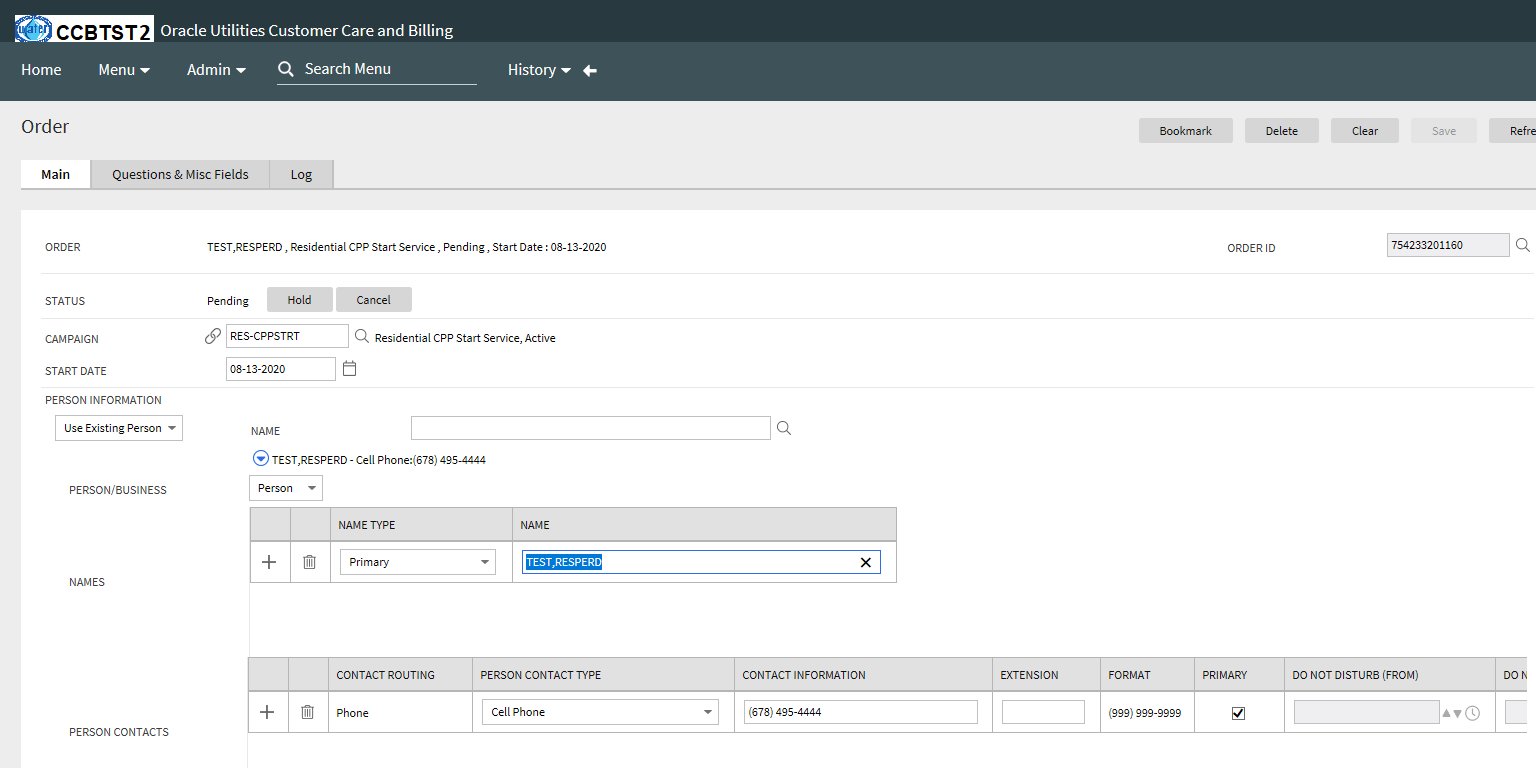 water CCBTST2 Oracle Utilities Customer Care and Billing
Home Menu Admin Search Menu History
Order
Bookmark Delete Clear Save Refre
Main Questions & Misc Fields Log
ORDER TEST,RESPERD , Residential CPP Start Service , Pending , Start Date : 08-13-2020 ORDER ID 754233201160
STATUS Pending Hold Cancel
CAMPAIGN RES-CPPSTRT Residential CPP Start Service, Active
START DATE 08-13-2020
PERSON INFORMATION
Use Existing Person NAME
TEST,RESPERD - Cell Phone:(678) 495-4444
PERSON/BUSINESS Person
NAME TYPE NAME
Primary TEST,RESPERD
NAMES
CONTACT ROUTING PERSON CONTACT TYPE CONTACT INFORMATION EXTENSION FORMAT PRIMARY DO NOT DISTURB (FROM) DO N
Phone Cell Phone (678) 495-4444 (999) 999-9999
PERSON CONTACTS